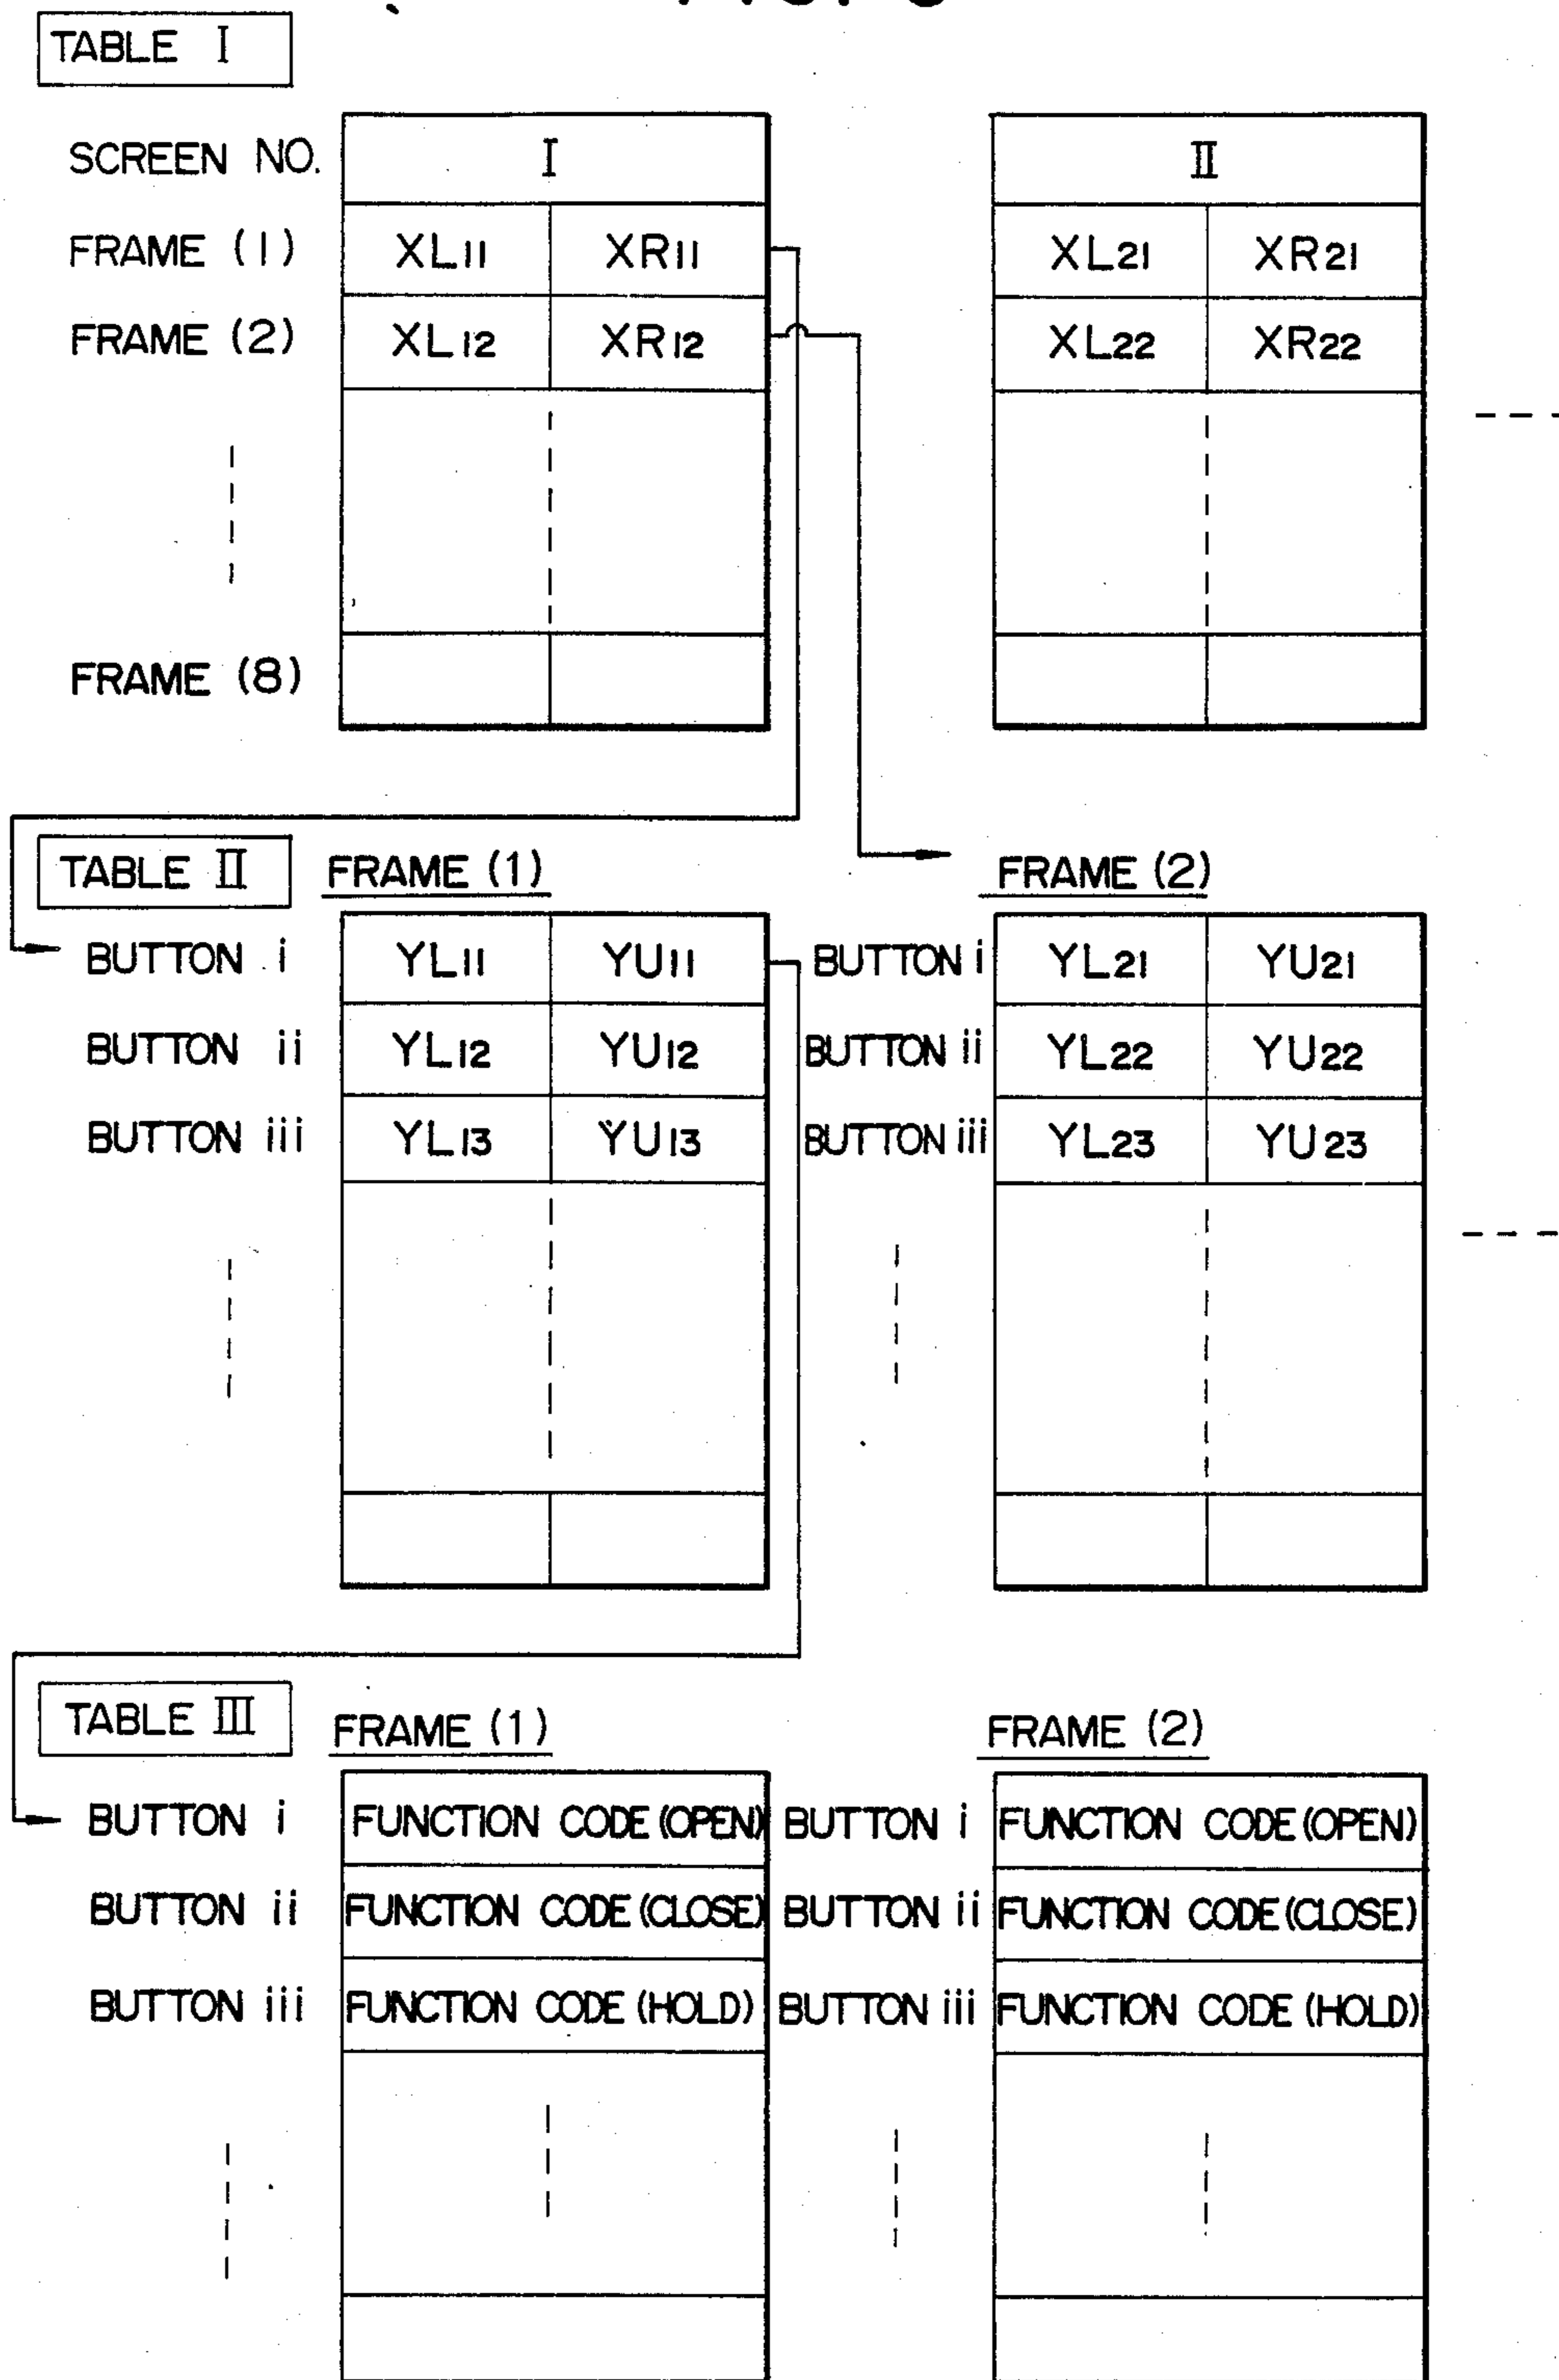 TABLE I
SCREEN NO. I II
FRAME (1) XL11 XR11 XL21 XR21
FRAME (2) XL12 XR12 XL22 XR22
FRAME (8)
TABLE II FRAME (1) FRAME (2)
BUTTON i YL11 YU11 BUTTON i YL21 YU21
BUTTON ii YL12 YU12 BUTTON ii YL22 YU22
BUTTON iii YL13 YU13 BUTTON iii YL23 YU23
TABLE III FRAME (1) FRAME (2)
BUTTON i FUNCTION CODE (OPEN) BUTTON i FUNCTION CODE (OPEN)
BUTTON ii FUNCTION CODE (CLOSE) BUTTON ii FUNCTION CODE (CLOSE)
BUTTON iii FUNCTION CODE (HOLD) BUTTON iii FUNCTION CODE (HOLD)